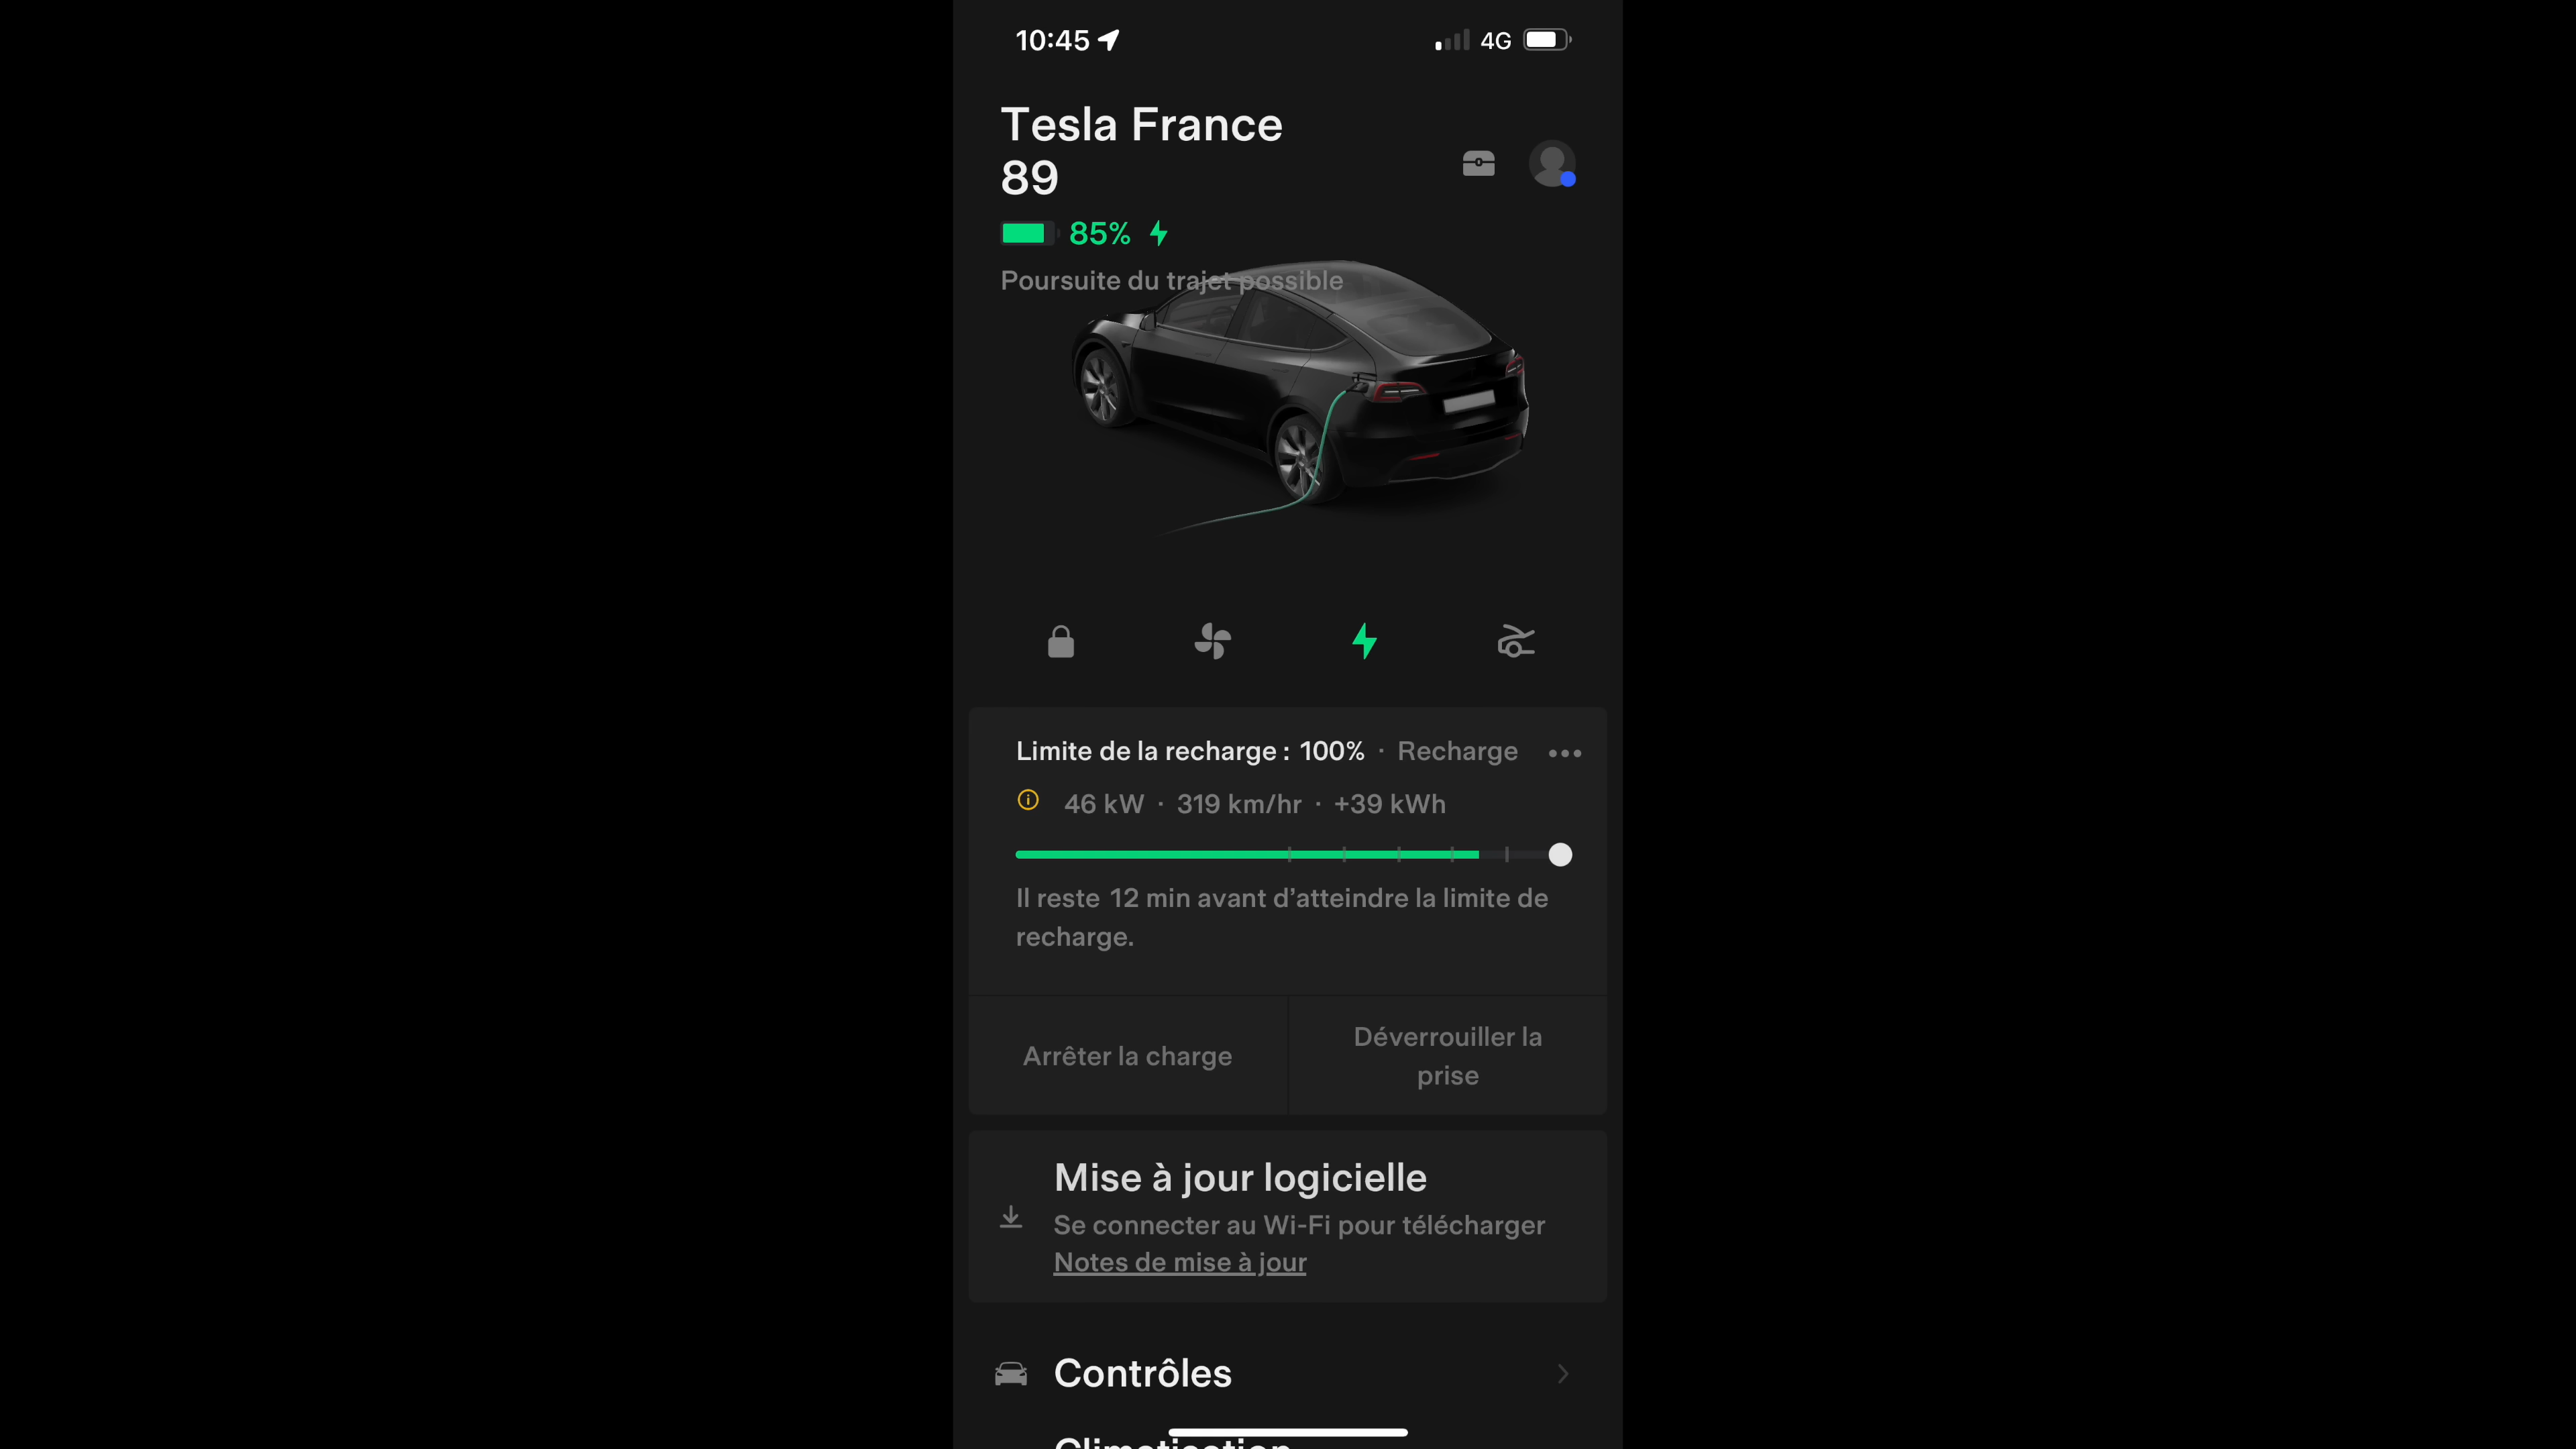 10:45
4G
Tesla France
89
85%
Poursuite du trajet possible
Limite de la recharge : 100% · Recharge
46 kW · 319 km/hr · +39 kWh
Il reste 12 min avant d’atteindre la limite de
recharge.
Arrêter la charge
Déverrouiller la
prise
Mise à jour logicielle
Se connecter au Wi-Fi pour télécharger
Notes de mise à jour
Contrôles
Climatisation